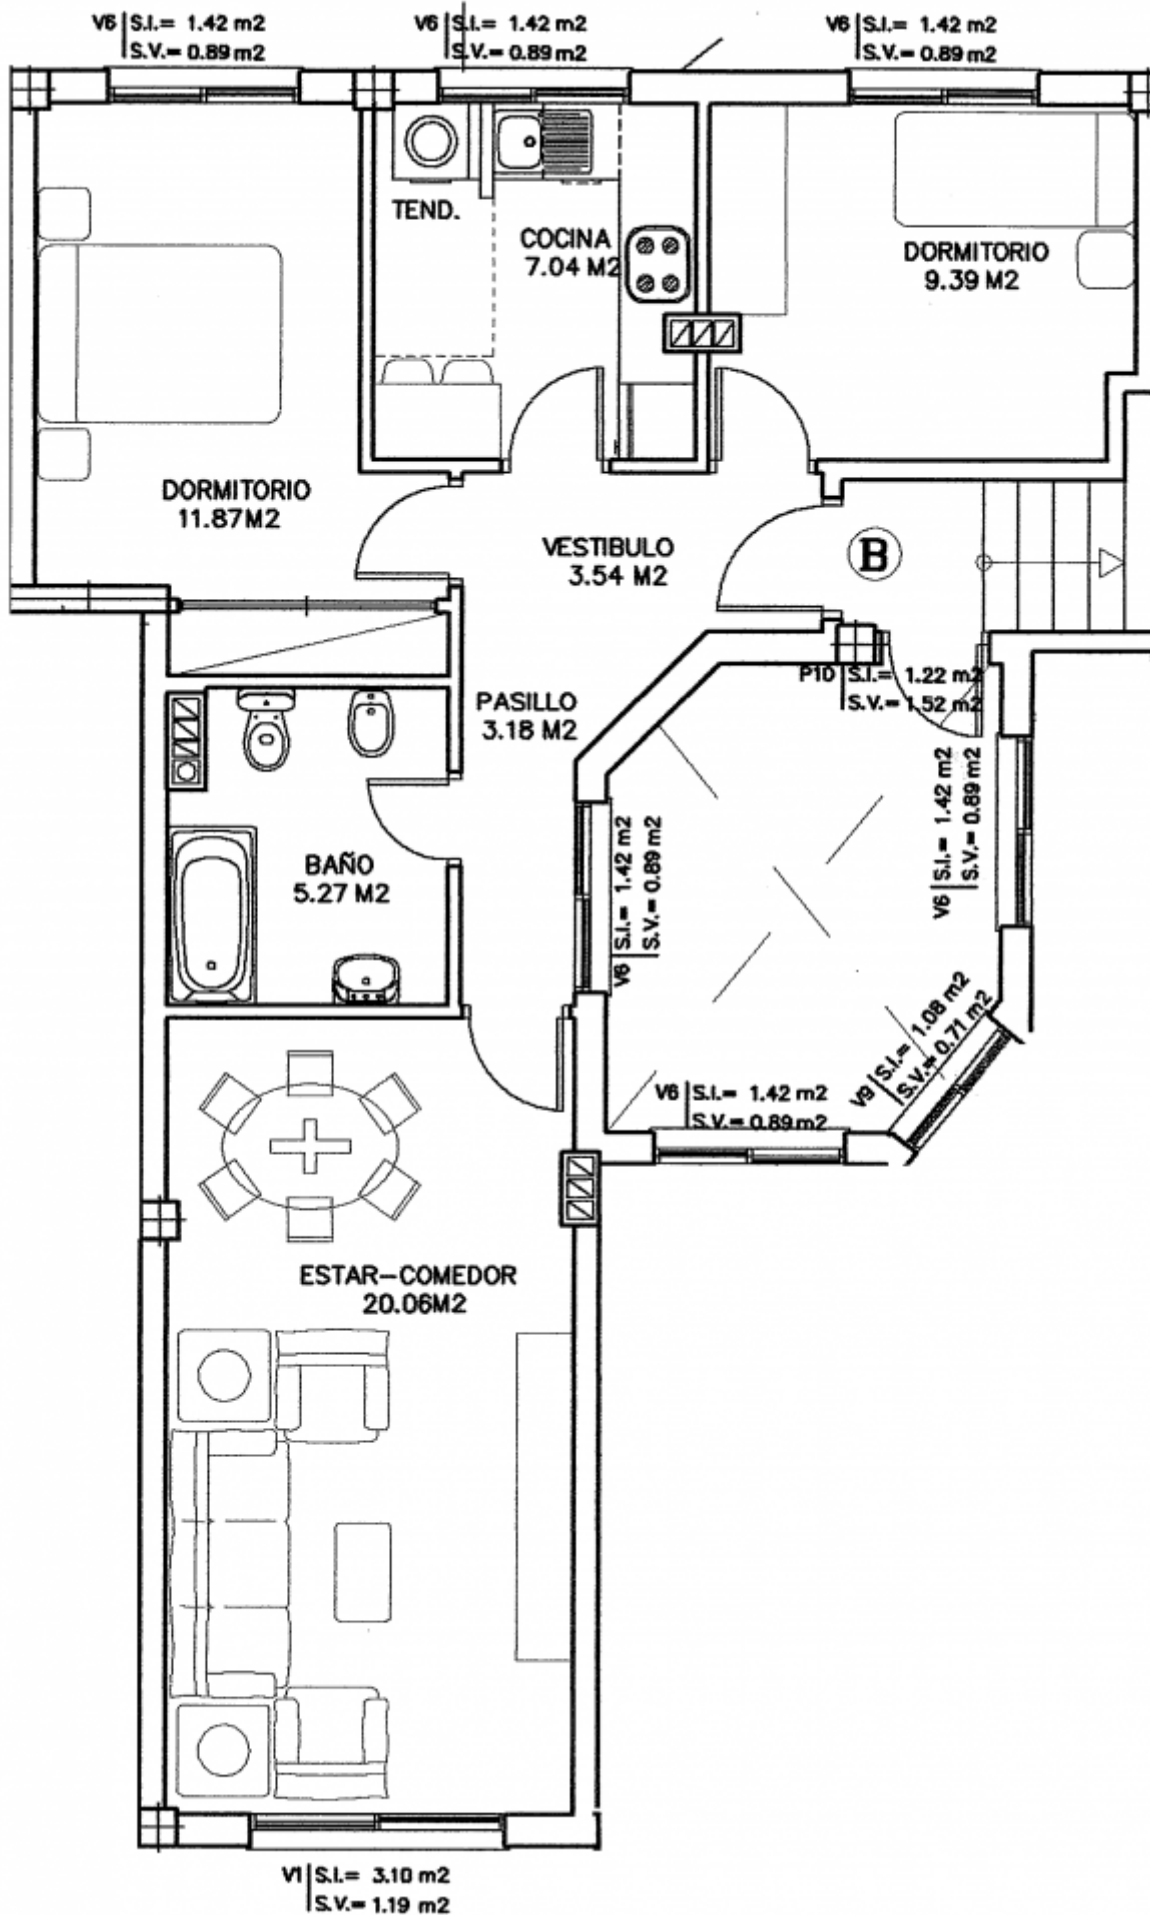 V6 S.I.= 1.42 m2
S.V.= 0.89 m2
V6 S.I.= 1.42 m2
S.V.= 0.89 m2
V6 S.I.= 1.42 m2
S.V.= 0.89 m2
TEND.
COCINA
7.04 M2
DORMITORIO
9.39 M2
DORMITORIO
11.87M2
VESTIBULO
3.54 M2
B
PASILLO
3.18 M2
P10 S.I.= 1.22 m2
S.V.= 1.52 m2
V6 S.I.= 1.42 m2
S.V.= 0.89 m2
V6 S.I.= 1.42 m2
S.V.= 0.89 m2
BAÑO
5.27 M2
V9 S.I.= 1.08 m2
S.V.= 0.71 m2
V6 S.I.= 1.42 m2
S.V.= 0.89 m2
ESTAR-COMEDOR
20.06M2
V1 S.I.= 3.10 m2
S.V.= 1.19 m2